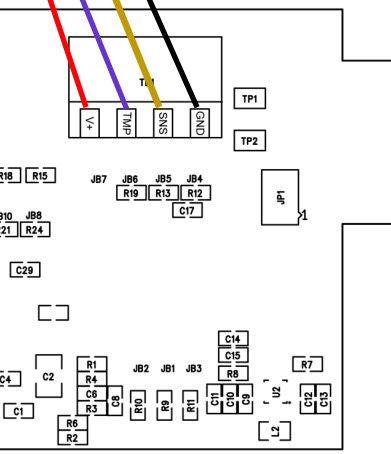 TP1
V+ TMP SNS GND
TP2
R18 R15
JB7 JB6 JB5 JB4
R19 R13 R12
JP1
C17
1
JB10 JB8
R21 R24
C29
C14
C15
R1
R7
JB2 JB1 JB3
R8
C4 C2 R4
C6
R3 C8 R10 R9 R11 C11 C10 C9 U2 C12 C13
C1
R6
R2
L2